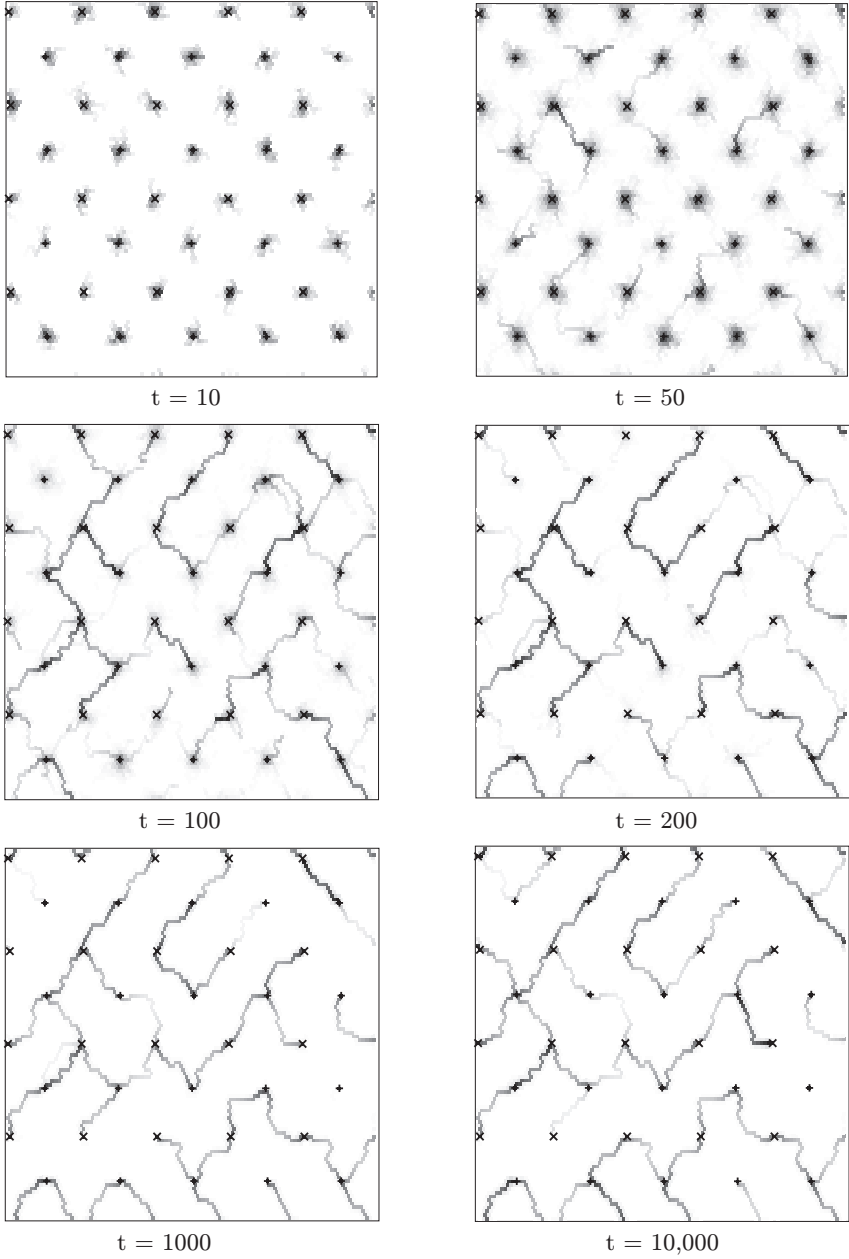 t = 10
t = 50
t = 100
t = 200
t = 1000
t = 10,000